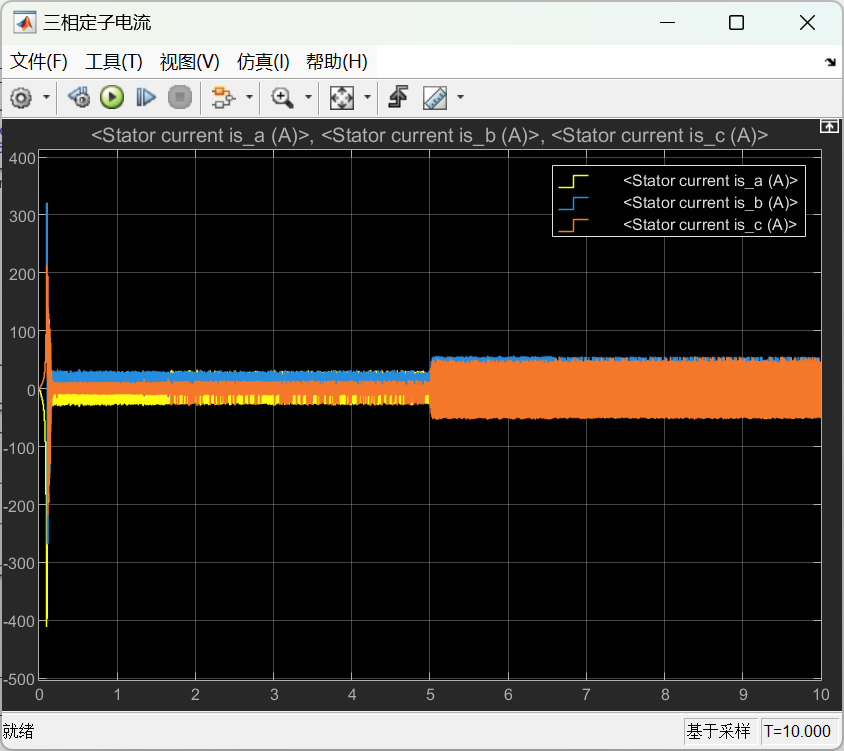 三相定子电流
文件(F) 工具(T) 视图(V) 仿真(I) 帮助(H)
<Stator current is_a (A)>, <Stator current is_b (A)>, <Stator current is_c (A)>
<Stator current is_a (A)>
<Stator current is_b (A)>
<Stator current is_c (A)>
400
300
200
100
0
-100
-200
-300
-400
-500
0 1 2 3 4 5 6 7 8 9 10
就绪 基于采样 T=10.000